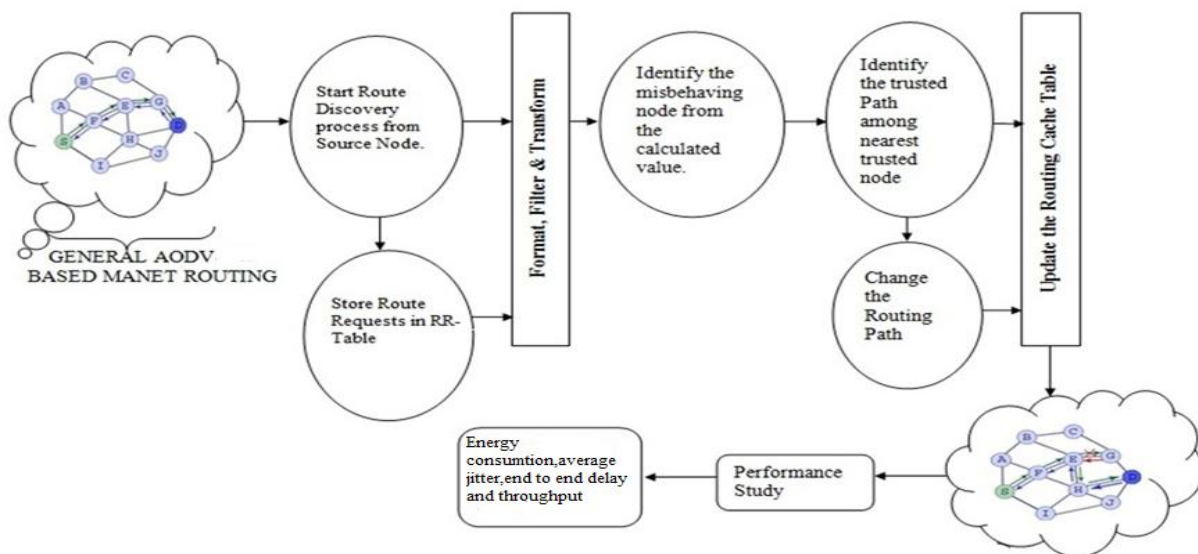 B
C
A
E
G
F
D
S
H
J
I
GENERAL AODV
BASED MANET ROUTING
Start Route
Discovery
process from
Source Node.
Store Route
Requests in RR-
Table
Format, Filter & Transform
Identify the
misbehaving
node from
the
calculated
value.
Identify
the trusted
Path
among
nearest
trusted
node
Change
the
Routing
Path
Update the Routing Cache Table
B
C
A
E
G
F
D
S
H
J
I
Performance
Study
Energy
consumtion,average
jitter,end to end delay
and throughput